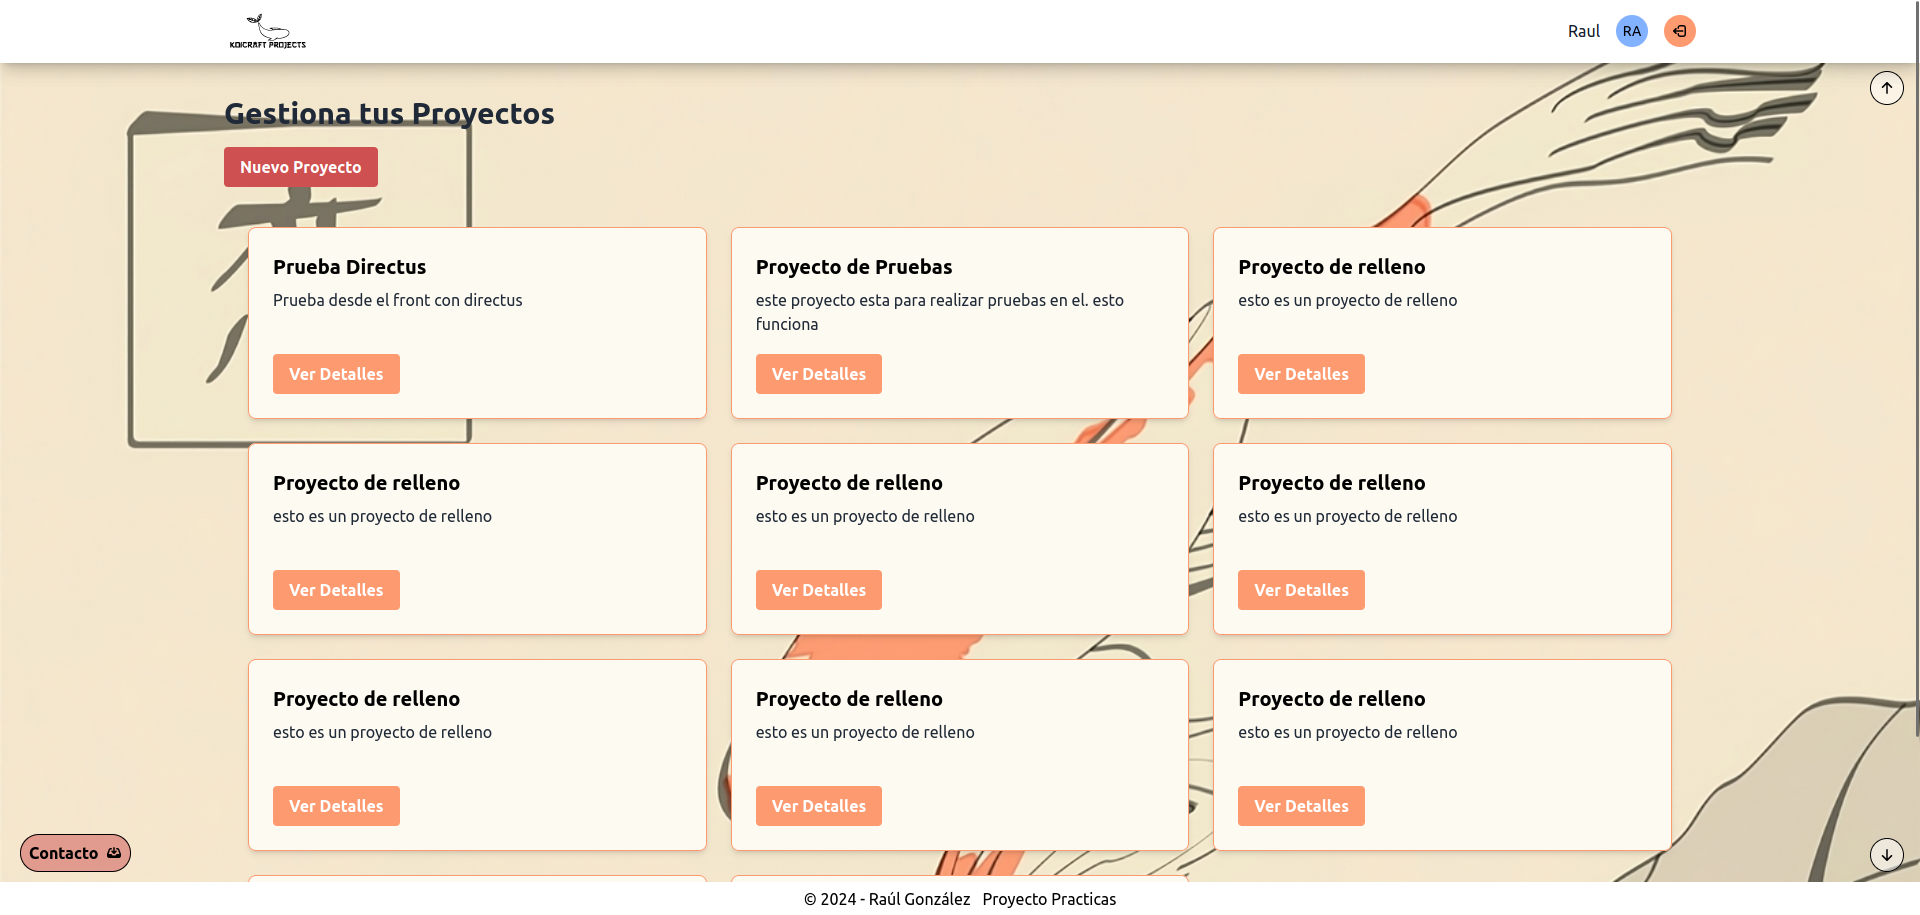 KOICRAFT PROJECTS
Raul RA
Gestiona tus Proyectos
Nuevo Proyecto
Prueba Directus
Prueba desde el front con directus
Ver Detalles
Proyecto de Pruebas
este proyecto esta para realizar pruebas en el. esto
funciona
Ver Detalles
Proyecto de relleno
esto es un proyecto de relleno
Ver Detalles
Proyecto de relleno
esto es un proyecto de relleno
Ver Detalles
Proyecto de relleno
esto es un proyecto de relleno
Ver Detalles
Proyecto de relleno
esto es un proyecto de relleno
Ver Detalles
Proyecto de relleno
esto es un proyecto de relleno
Ver Detalles
Proyecto de relleno
esto es un proyecto de relleno
Ver Detalles
Proyecto de relleno
esto es un proyecto de relleno
Ver Detalles
Contacto
© 2024 - Raúl González Proyecto Practicas